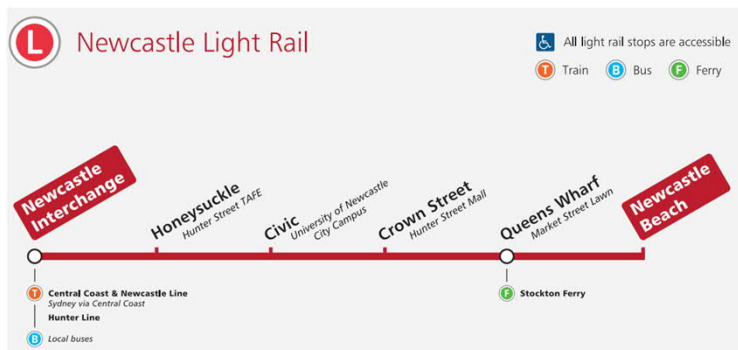 L Newcastle Light Rail
All light rail stops are accessible
T Train B Bus F Ferry
Newcastle
Interchange
Honeysuckle
Hunter Street TAFE
Civic
University of Newcastle
City Campus
Crown Street
Hunter Street Mall
Queens Wharf
Market Street Lawn
Newcastle
Beach
T Central Coast & Newcastle Line
Sydney via Central Coast
Hunter Line
B Local buses
F Stockton Ferry